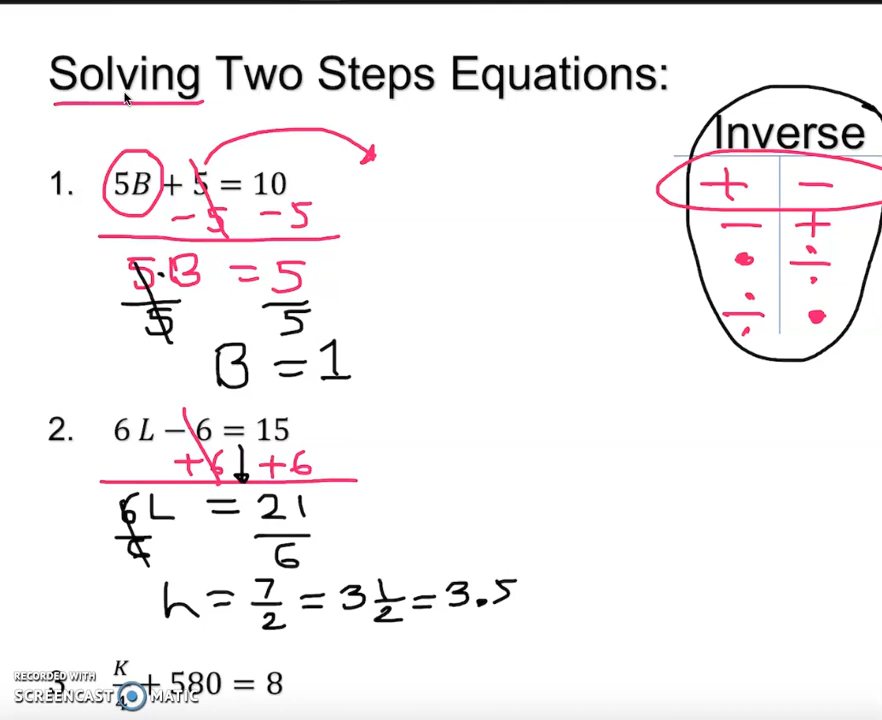 Solving Two Steps Equations:
Inverse
+ −
− +
• ÷
÷ •
1. 5B + 5 = 10
− 5 − 5
5·B = 5
5 5
B = 1
2. 6 L − 6 = 15
+6 +6
6L = 21
6 6
L = 7/2 = 3 1/2 = 3.5
3. K/4 + 580 = 8
RECORDED WITH
SCREENCAST MATIC